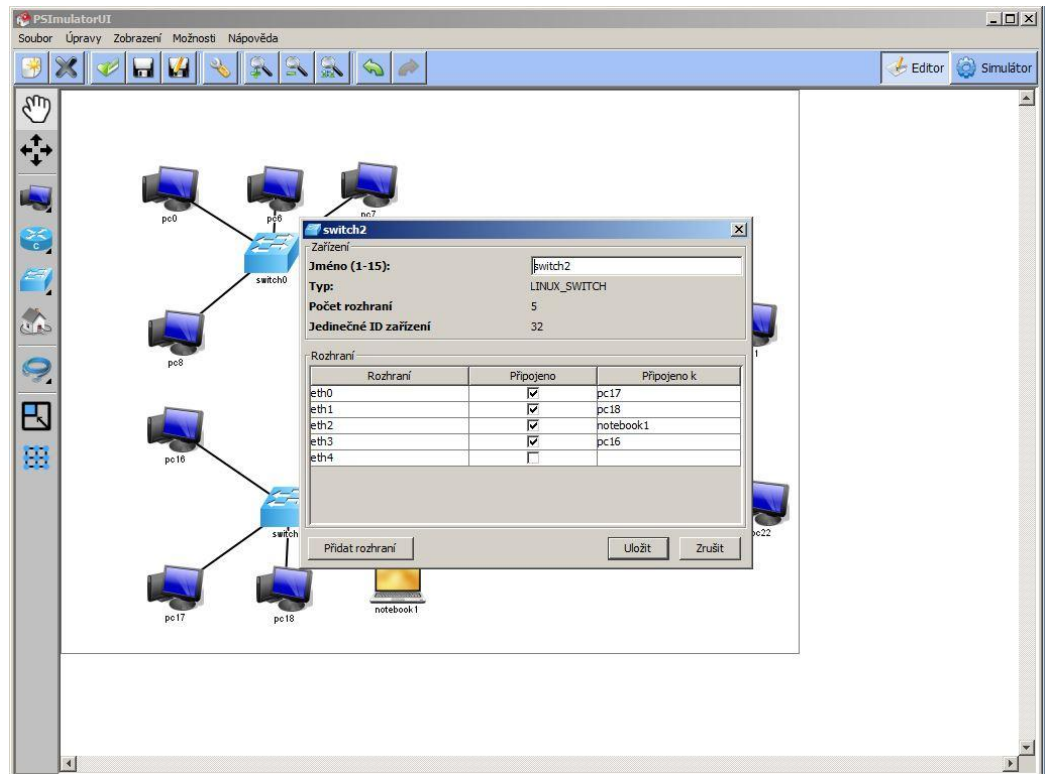 PSImulatorUI
Soubor Úpravy Zobrazení Možnosti Nápověda
Editor Simulátor
pc0
pc6
pc7
switch0
pc8
1
pc16
switch
pc22
pc17
pc18
notebook1
switch2
Zařízení
Jméno (1-15): switch2
Typ: LINUX_SWITCH
Počet rozhraní 5
Jedinečné ID zařízení 32
Rozhraní
Rozhraní Připojeno Připojeno k
eth0 pc17
eth1 pc18
eth2 notebook1
eth3 pc16
eth4
Přidat rozhraní Uložit Zrušit